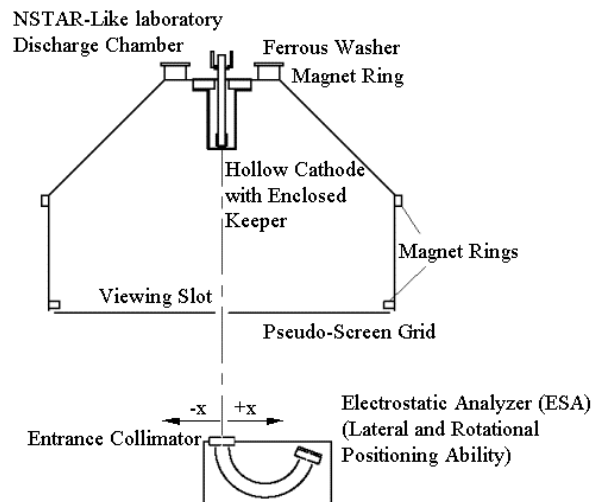 NSTAR-Like laboratory
Discharge Chamber
Ferrous Washer
Magnet Ring
Hollow Cathode
with Enclosed
Keeper
Magnet Rings
Viewing Slot
Pseudo-Screen Grid
-x +x
Electrostatic Analyzer (ESA)
(Lateral and Rotational
Positioning Ability)
Entrance Collimator